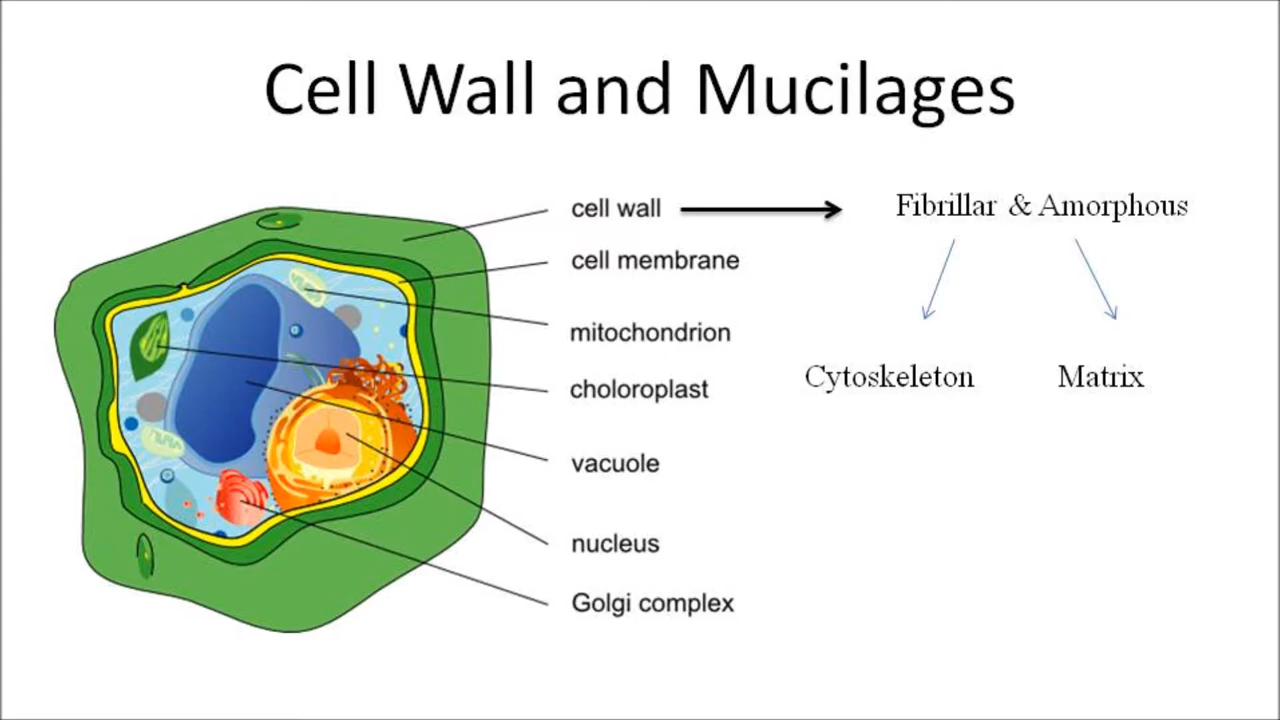 Cell Wall and Mucilages
cell wall
Fibrillar & Amorphous
cell membrane
mitochondrion
choloroplast
Cytoskeleton
Matrix
vacuole
nucleus
Golgi complex